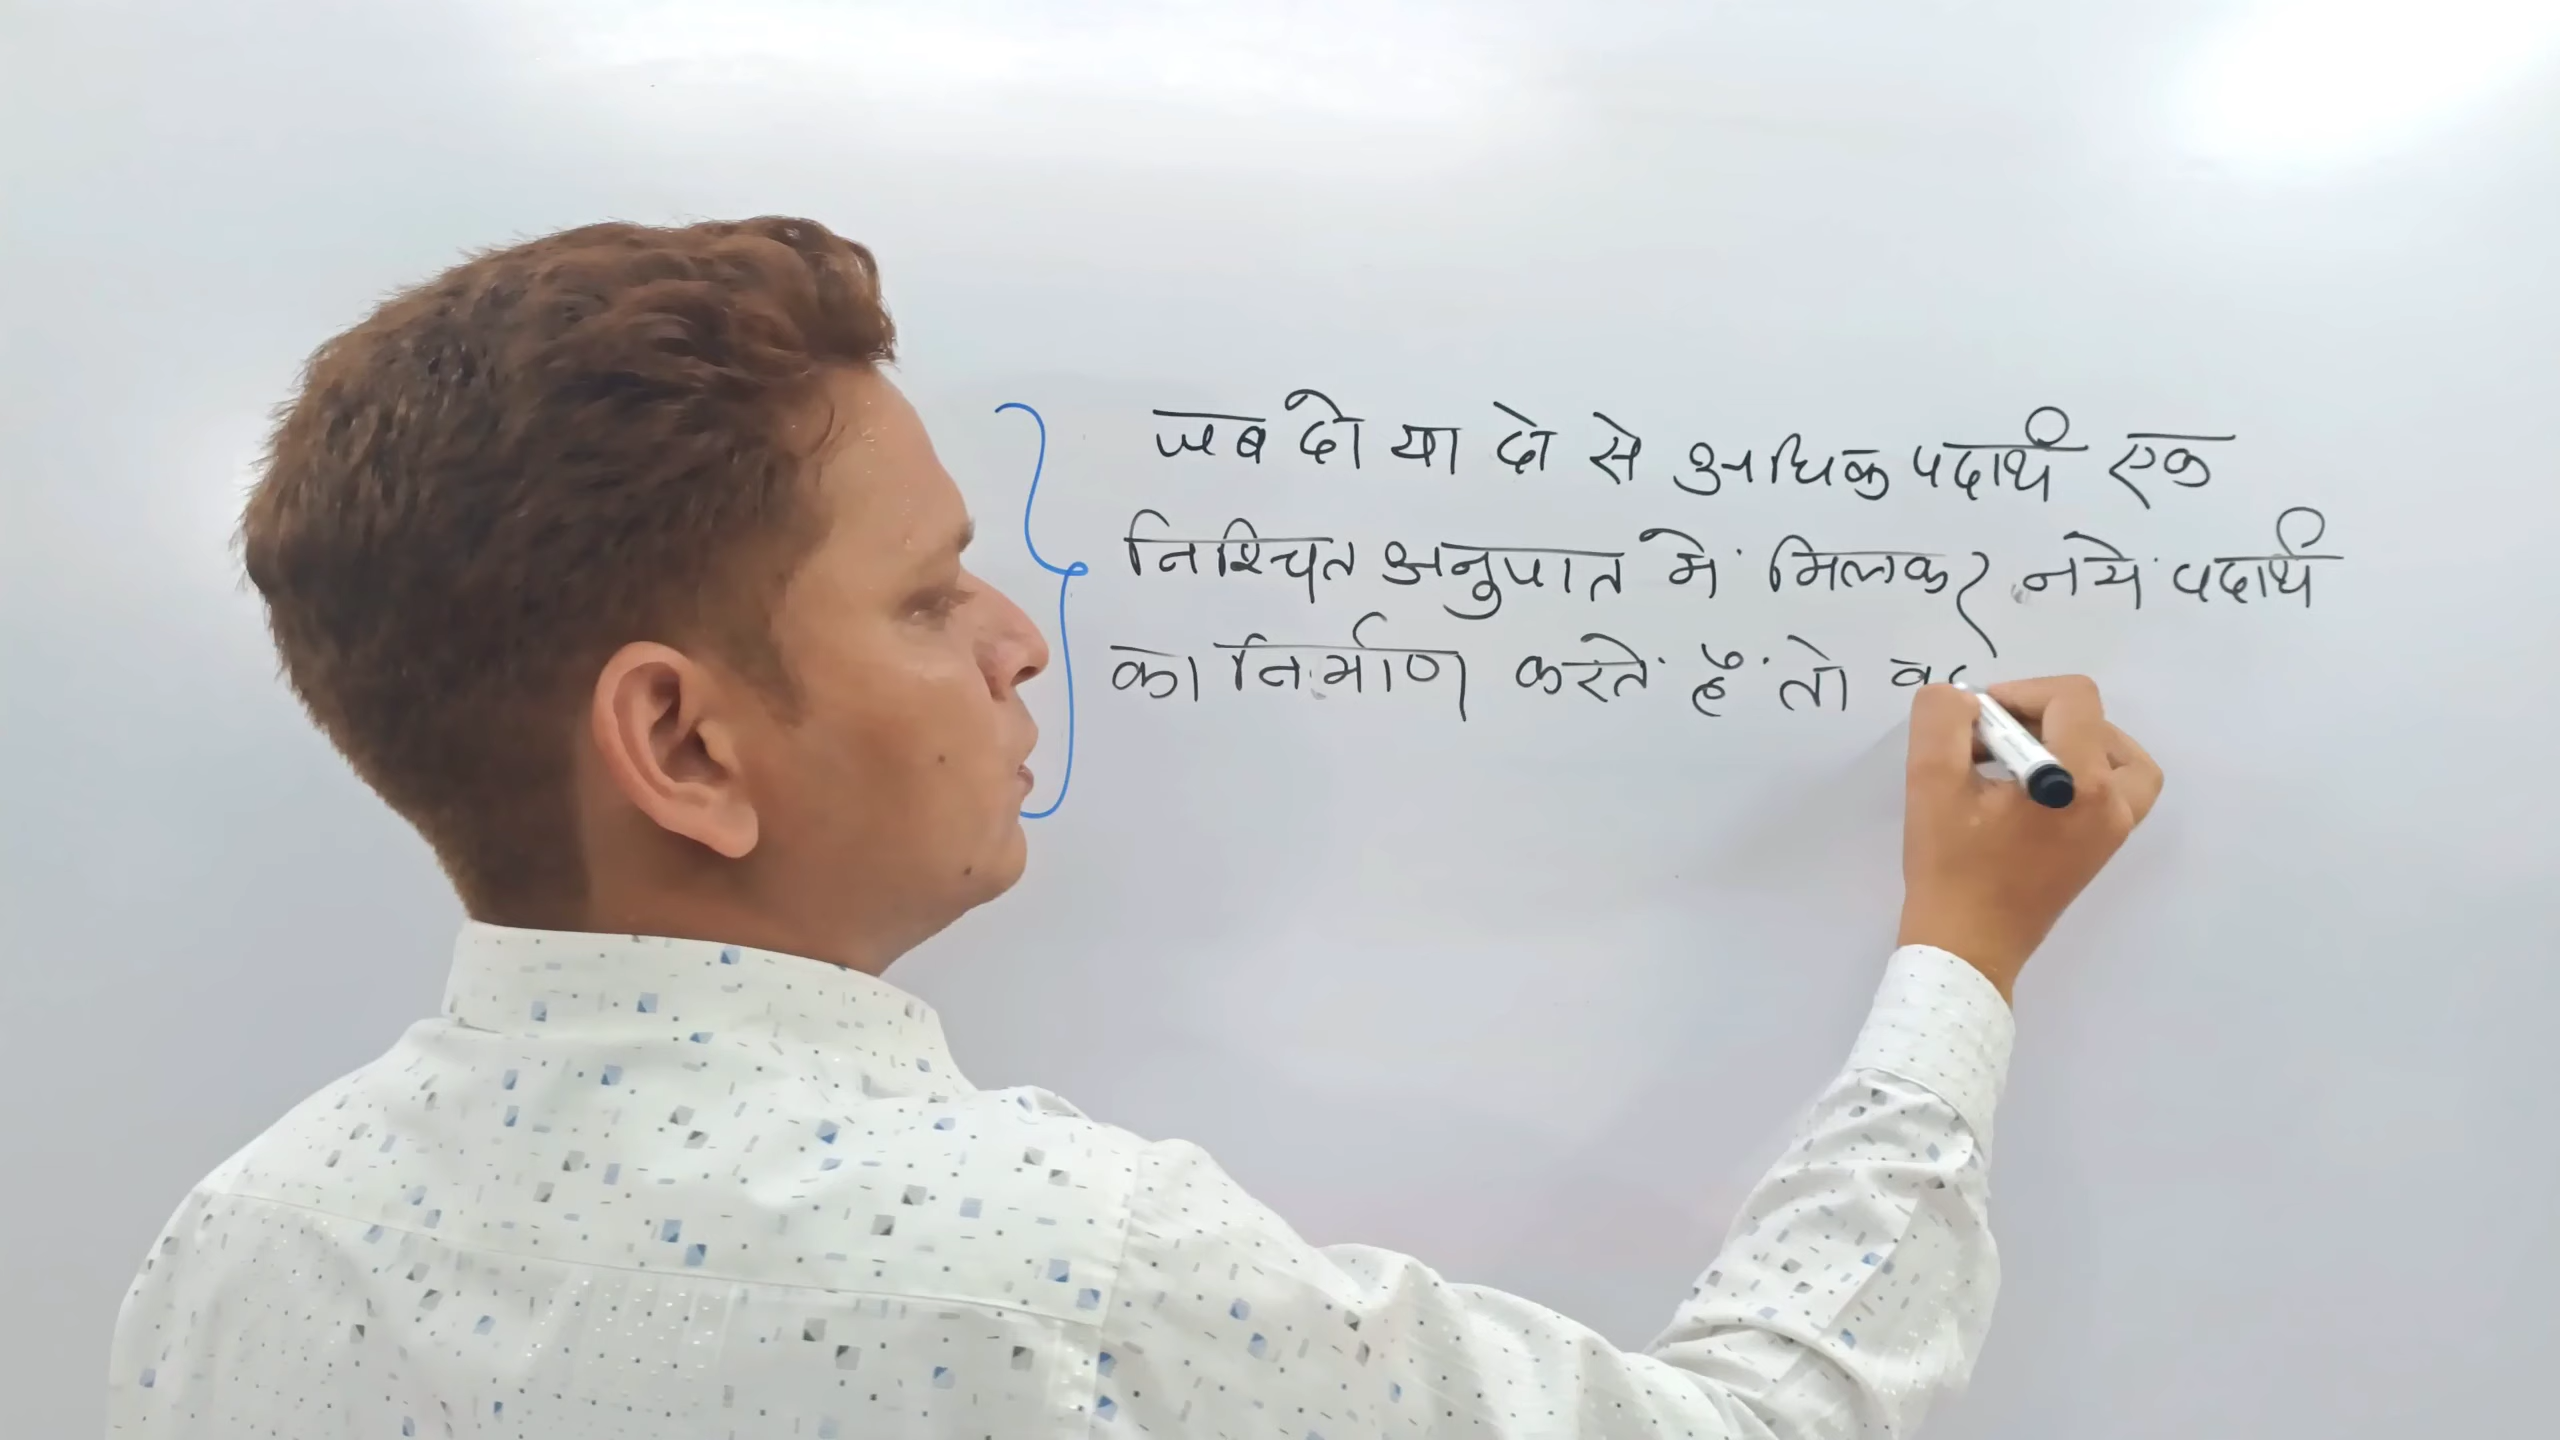 जब दो या दो से अधिक पदार्थ एक
निश्चित अनुपात में मिलकर नये पदार्थ
का निर्माण करते हैं तो